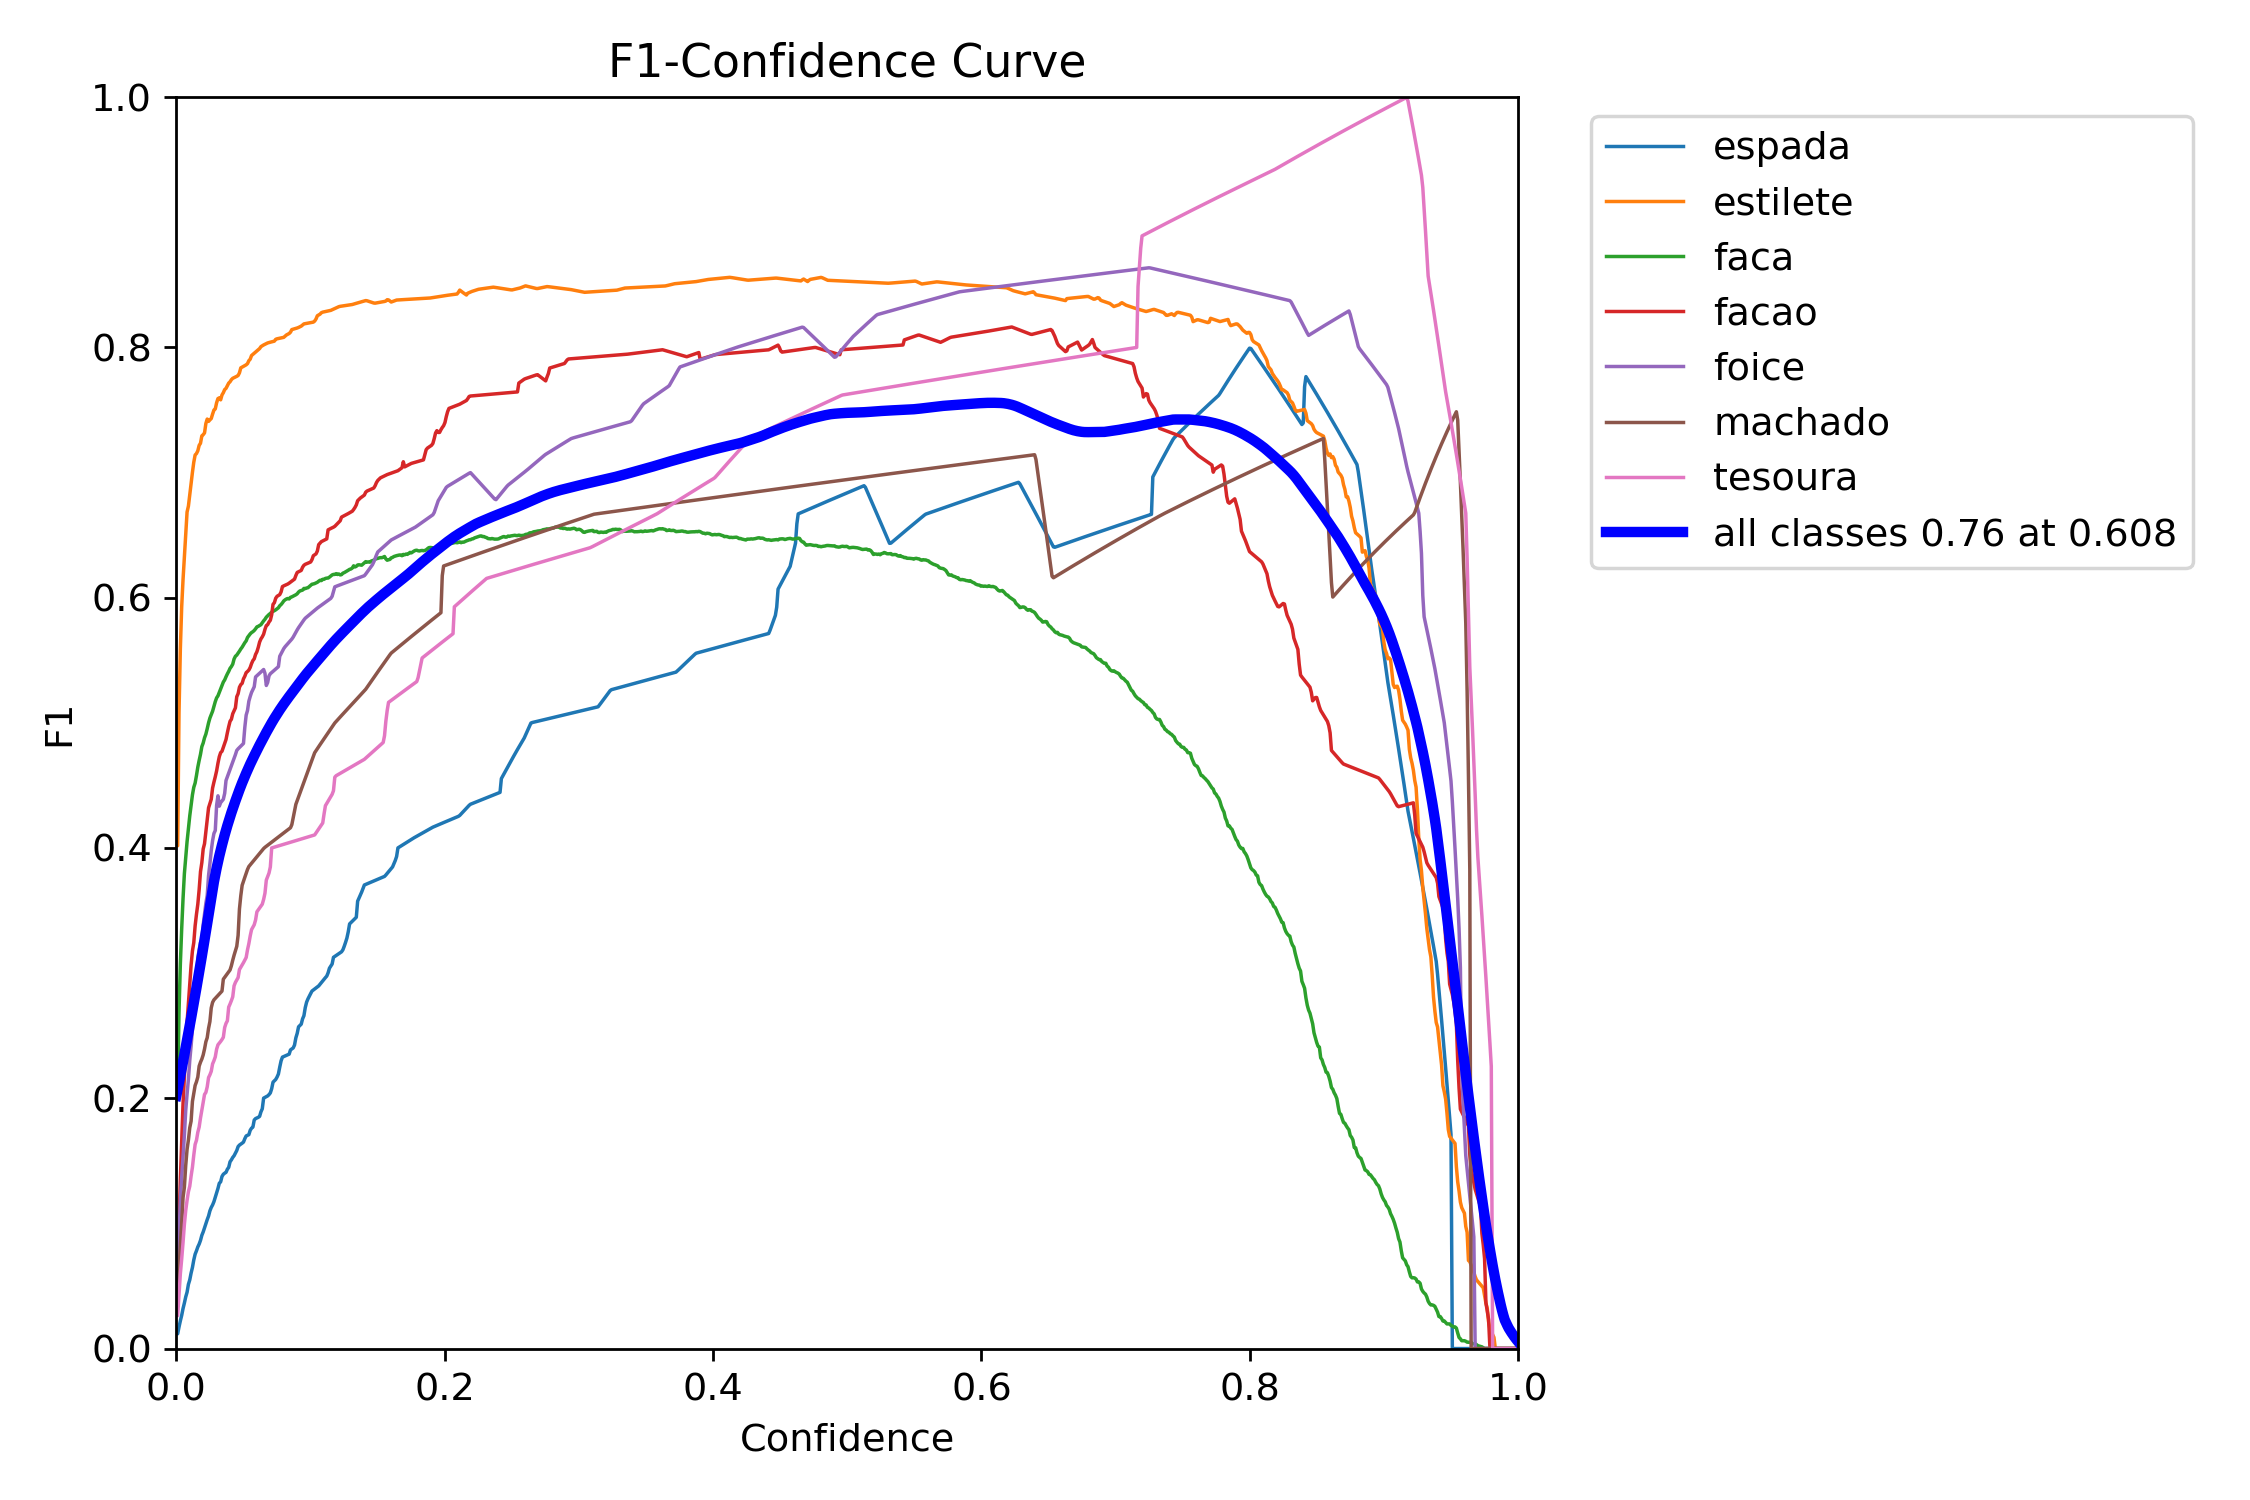 F1-Confidence Curve
1.0
0.8
0.6
0.4
0.2
0.0
F1
0.0 0.2 0.4 0.6 0.8 1.0
Confidence
espada
estilete
faca
facao
foice
machado
tesoura
all classes 0.76 at 0.608